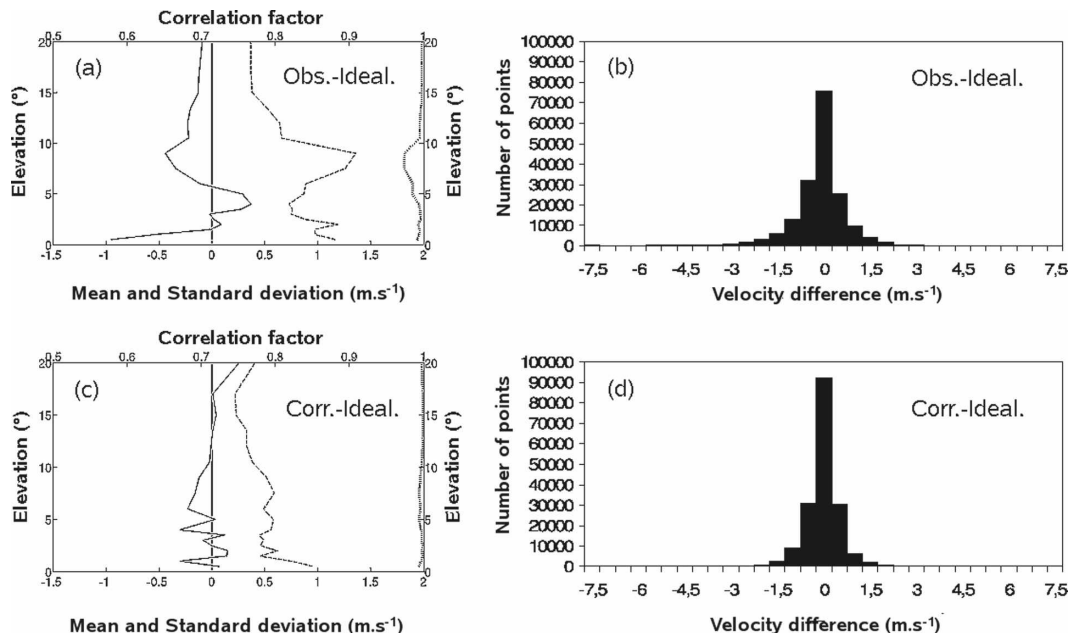 Correlation factor
0.5 0.6 0.7 0.8 0.9 1
(a)
Obs.-Ideal.
Elevation (°)
20
15
10
5
0
Elevation (°)
20
15
10
5
0
-1.5 -1 -0.5 0 0.5 1 1.5 2
Mean and Standard deviation (m.s-1)
(b)
Obs.-Ideal.
Number of points
100000
90000
80000
70000
60000
50000
40000
30000
20000
10000
0
-7,5 -6 -4,5 -3 -1,5 0 1,5 3 4,5 6 7,5
Velocity difference (m.s-1)
Correlation factor
0.5 0.6 0.7 0.8 0.9 1
(c)
Corr.-Ideal.
Elevation (°)
20
15
10
5
0
Elevation (°)
20
15
10
5
0
-1.5 -1 -0.5 0 0.5 1 1.5 2
Mean and Standard deviation (m.s-1)
(d)
Corr.-Ideal.
Number of points
100000
90000
80000
70000
60000
50000
40000
30000
20000
10000
0
-7,5 -6 -4,5 -3 -1,5 0 1,5 3 4,5 6 7,5
Velocity difference (m.s-1)